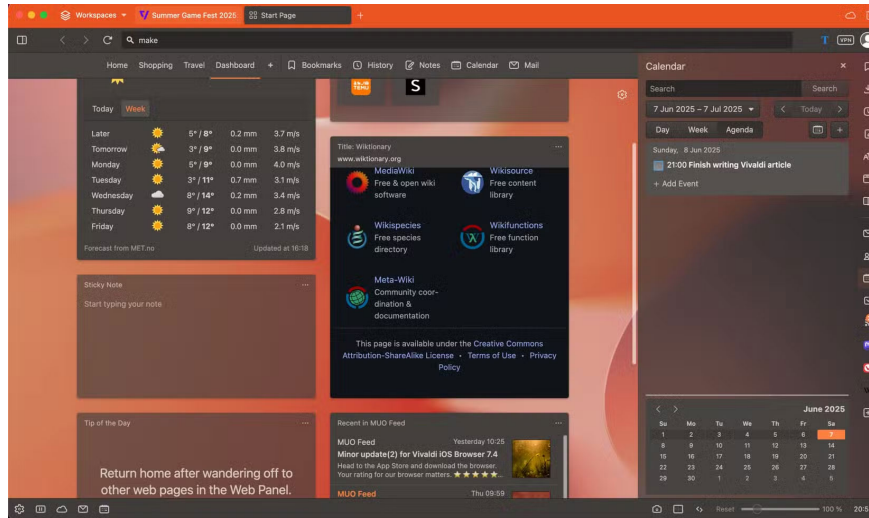 Workspaces
Summer Game Fest 2025
Start Page
make
VPN
Home Shopping Travel Dashboard + Bookmarks History Notes Calendar Mail
Today Week
Later 5° / 8° 0.2 mm 3.7 m/s
Tomorrow 3° / 9° 0.0 mm 3.8 m/s
Monday 5° / 9° 0.0 mm 4.0 m/s
Tuesday 3° / 11° 0.7 mm 3.1 m/s
Wednesday 8° / 14° 0.2 mm 3.4 m/s
Thursday 9° / 12° 0.0 mm 2.8 m/s
Friday 8° / 12° 0.0 mm 2.1 m/s
Forecast from MET.no Updated at 16:18
Sticky Note
Start typing your note
Tip of the Day
Return home after wandering off to
other web pages in the Web Panel.
TEMU
S
Title: Wiktionary
www.wiktionary.org
MediaWiki
Free & open wiki
software
Wikisource
Free content
library
Wikispecies
Free species
directory
Wikifunctions
Free function
library
Meta-Wiki
Community coor-
dination &
documentation
This page is available under the Creative Commons
Attribution-ShareAlike License • Terms of Use • Privacy
Policy
Recent in MUO Feed
MUO Feed Yesterday 10:25
Minor update(2) for Vivaldi iOS Browser 7.4
Head to the App Store and download the browser.
Your rating for our browser matters. ★★★★★...
MUO Feed Thu 09:59
Calendar
Search Search
7 Jun 2025 – 7 Jul 2025 Today
Day Week Agenda
Sunday, 8 Jun 2025
21:00 Finish writing Vivaldi article
+ Add Event
June 2025
Su Mo Tu We Th Fr Sa
1 2 3 4 5 6 7
8 9 10 11 12 13 14
15 16 17 18 19 20 21
22 23 24 25 26 27 28
29 30 1 2 3 4 5
Reset 100 %